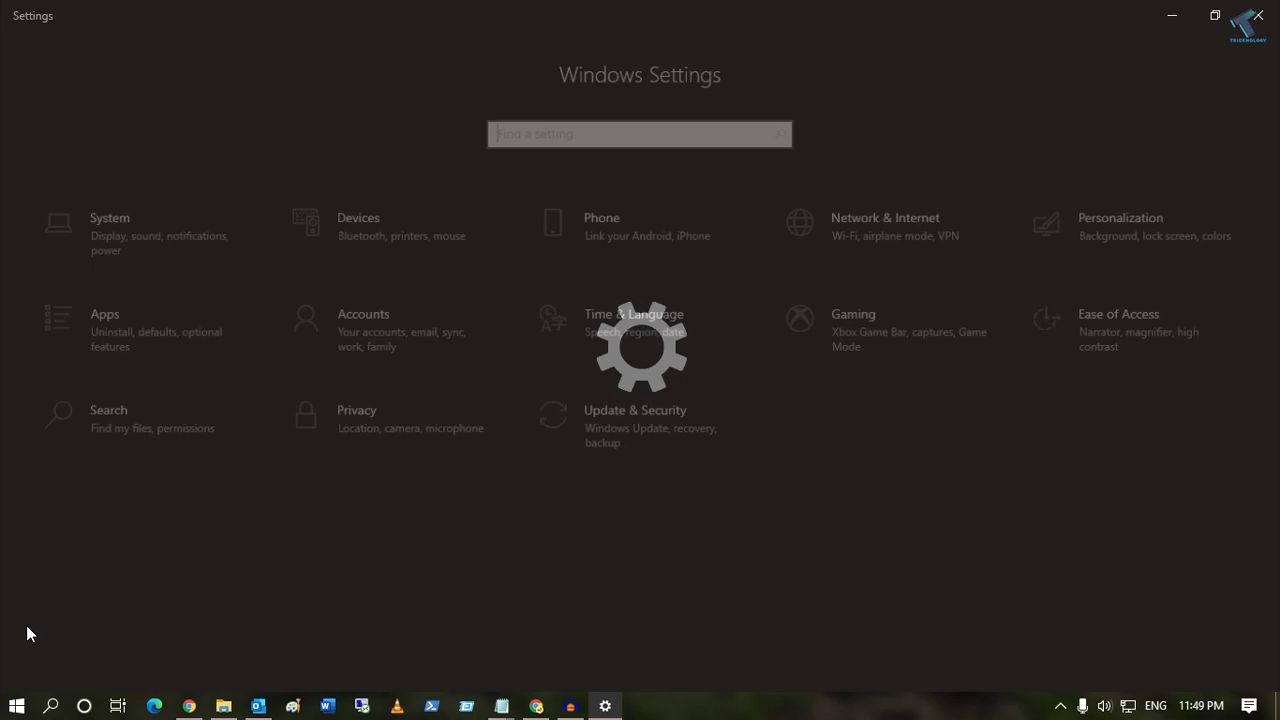 Settings
TRICKNOLOGY
Windows Settings
Find a setting
System
Display, sound, notifications,
power
Devices
Bluetooth, printers, mouse
Phone
Link your Android, iPhone
Network & Internet
Wi-Fi, airplane mode, VPN
Personalization
Background, lock screen, colors
Apps
Uninstall, defaults, optional
features
Accounts
Your accounts, email, sync,
work, family
Time & Language
Speech, region, date
Gaming
Xbox Game Bar, captures, Game
Mode
Ease of Access
Narrator, magnifier, high
contrast
Search
Find my files, permissions
Privacy
Location, camera, microphone
Update & Security
Windows Update, recovery,
backup
ENG 11:49 PM